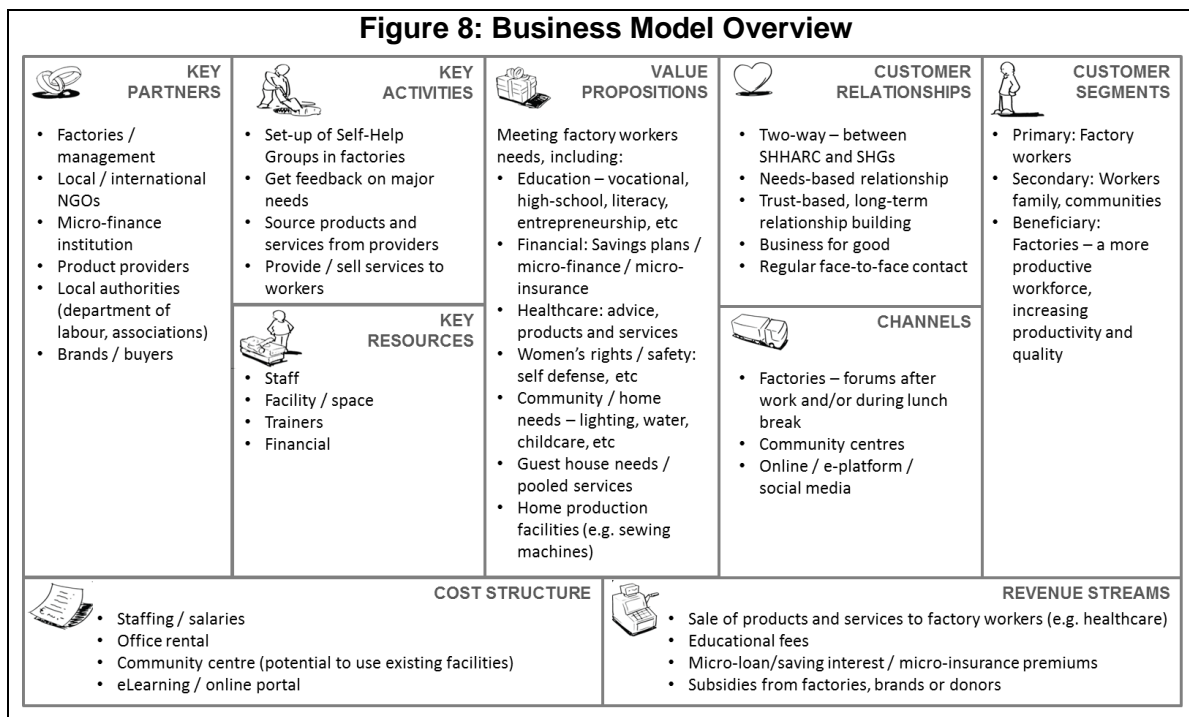 Figure 8: Business Model Overview
KEY
PARTNERS
• Factories /
management
• Local / international
NGOs
• Micro-finance
institution
• Product providers
• Local authorities
(department of
labour, associations)
• Brands / buyers
KEY
ACTIVITIES
• Set-up of Self-Help
Groups in factories
• Get feedback on major
needs
• Source products and
services from providers
• Provide / sell services to
workers
KEY
RESOURCES
• Staff
• Facility / space
• Trainers
• Financial
VALUE
PROPOSITIONS
Meeting factory workers
needs, including:
• Education – vocational,
high-school, literacy,
entrepreneurship, etc
• Financial: Savings plans /
micro-finance / micro-
insurance
• Healthcare: advice,
products and services
• Women's rights / safety:
self defense, etc
• Community / home
needs – lighting, water,
childcare, etc
• Guest house needs /
pooled services
• Home production
facilities (e.g. sewing
machines)
CUSTOMER
RELATIONSHIPS
• Two-way – between
SHHARC and SHGs
• Needs-based relationship
• Trust-based, long-term
relationship building
• Business for good
• Regular face-to-face contact
CHANNELS
• Factories – forums after
work and/or during lunch
break
• Community centres
• Online / e-platform /
social media
CUSTOMER
SEGMENTS
• Primary: Factory
workers
• Secondary: Workers
family, communities
• Beneficiary:
Factories – a more
productive
workforce,
increasing
productivity and
quality
COST STRUCTURE
• Staffing / salaries
• Office rental
• Community centre (potential to use existing facilities)
• eLearning / online portal
REVENUE STREAMS
• Sale of products and services to factory workers (e.g. healthcare)
• Educational fees
• Micro-loan/saving interest / micro-insurance premiums
• Subsidies from factories, brands or donors